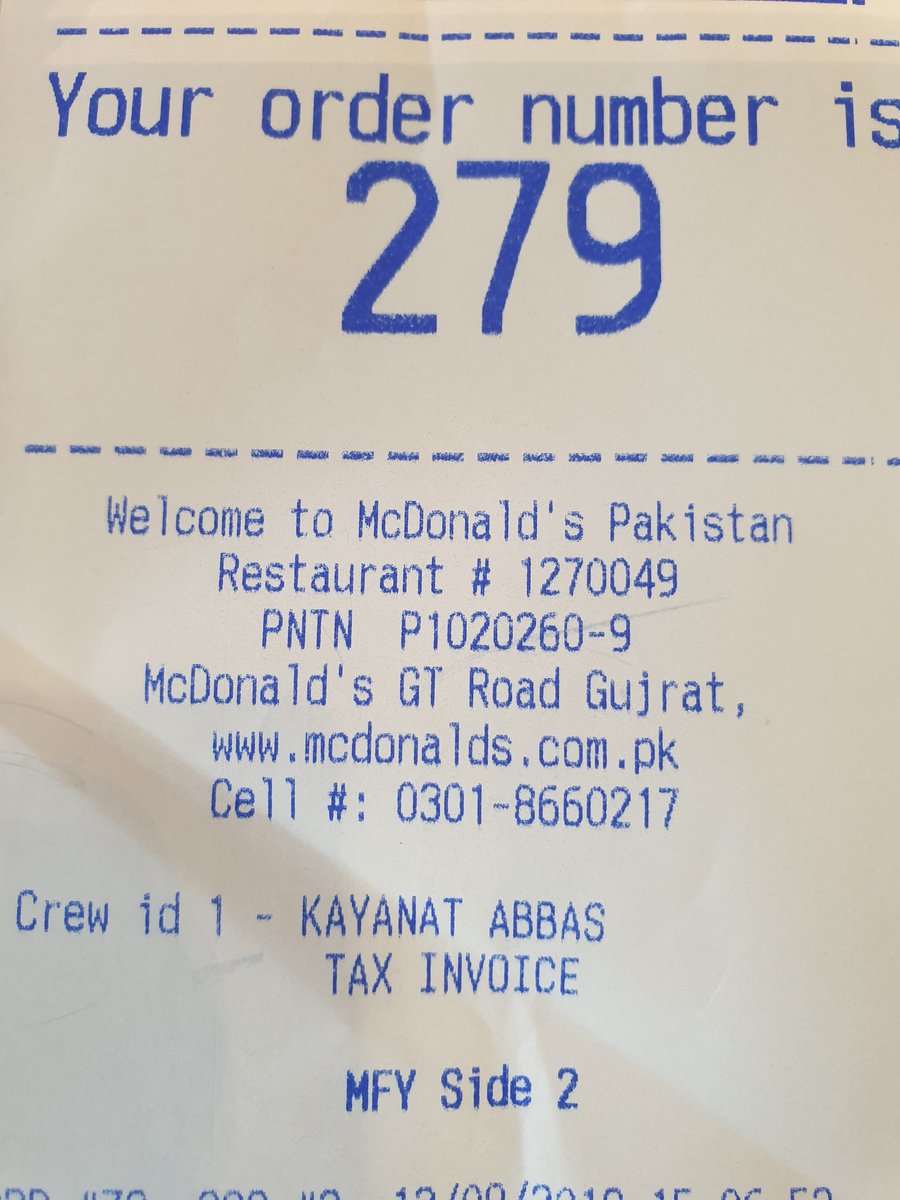 Your order number is
279
Welcome to McDonald's Pakistan
Restaurant # 1270049
PNTN P1020260-9
McDonald's GT Road Gujrat,
www.mcdonalds.com.pk
Cell #: 0301-8660217
Crew id 1 - KAYANAT ABBAS
TAX INVOICE
MFY Side 2